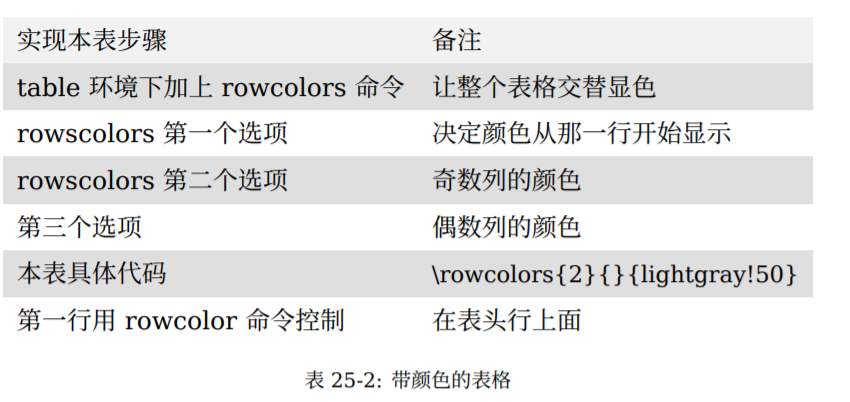 实现本表步骤 备注
table 环境下加上 rowcolors 命令 让整个表格交替显色
rowscolors 第一个选项 决定颜色从那一行开始显示
rowscolors 第二个选项 奇数列的颜色
第三个选项 偶数列的颜色
本表具体代码 \rowcolors{2}{}{lightgray!50}
第一行用 rowcolor 命令控制 在表头行上面
表 25-2: 带颜色的表格